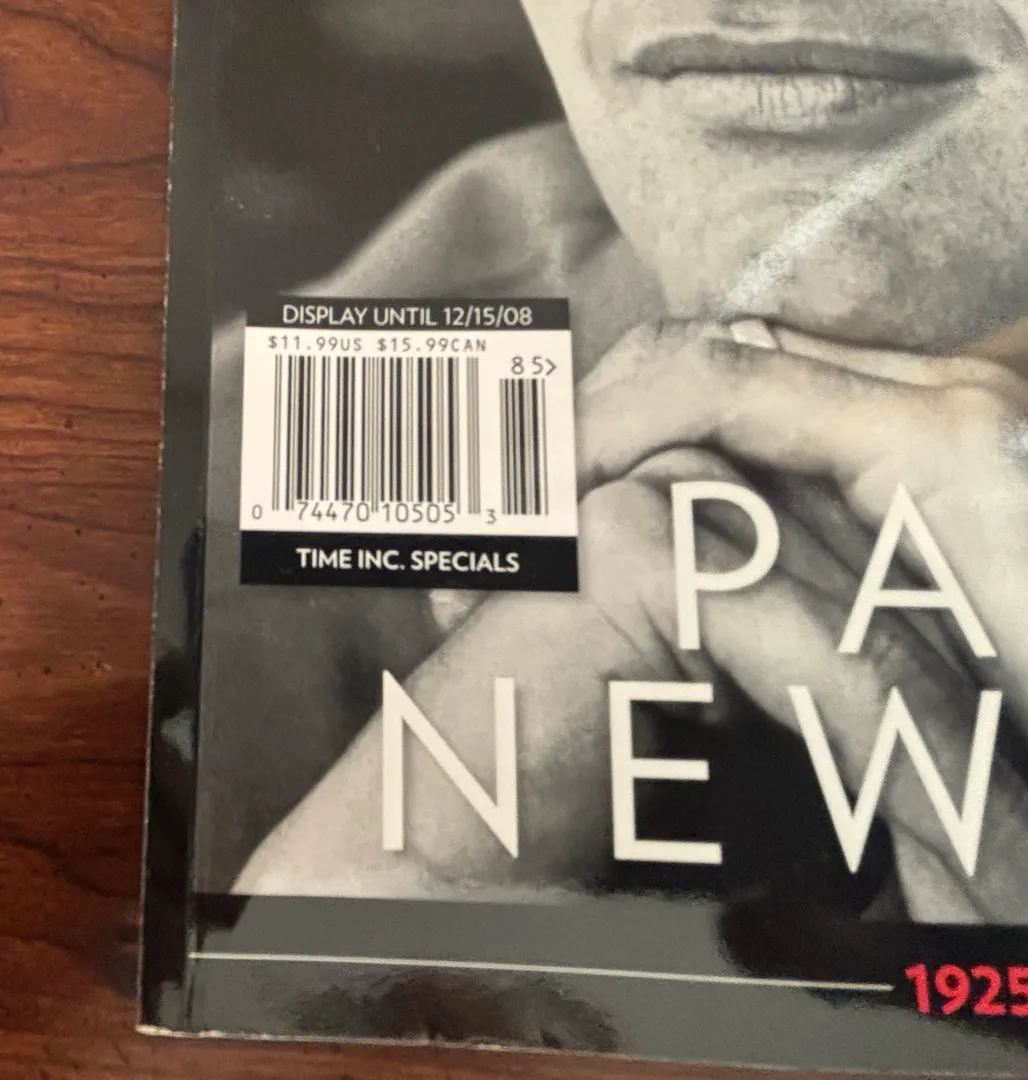 DISPLAY UNTIL 12/15/08
$11.99US $15.99CAN
85>
0 74470 10505 3
TIME INC. SPECIALS
PA
NEW
1925